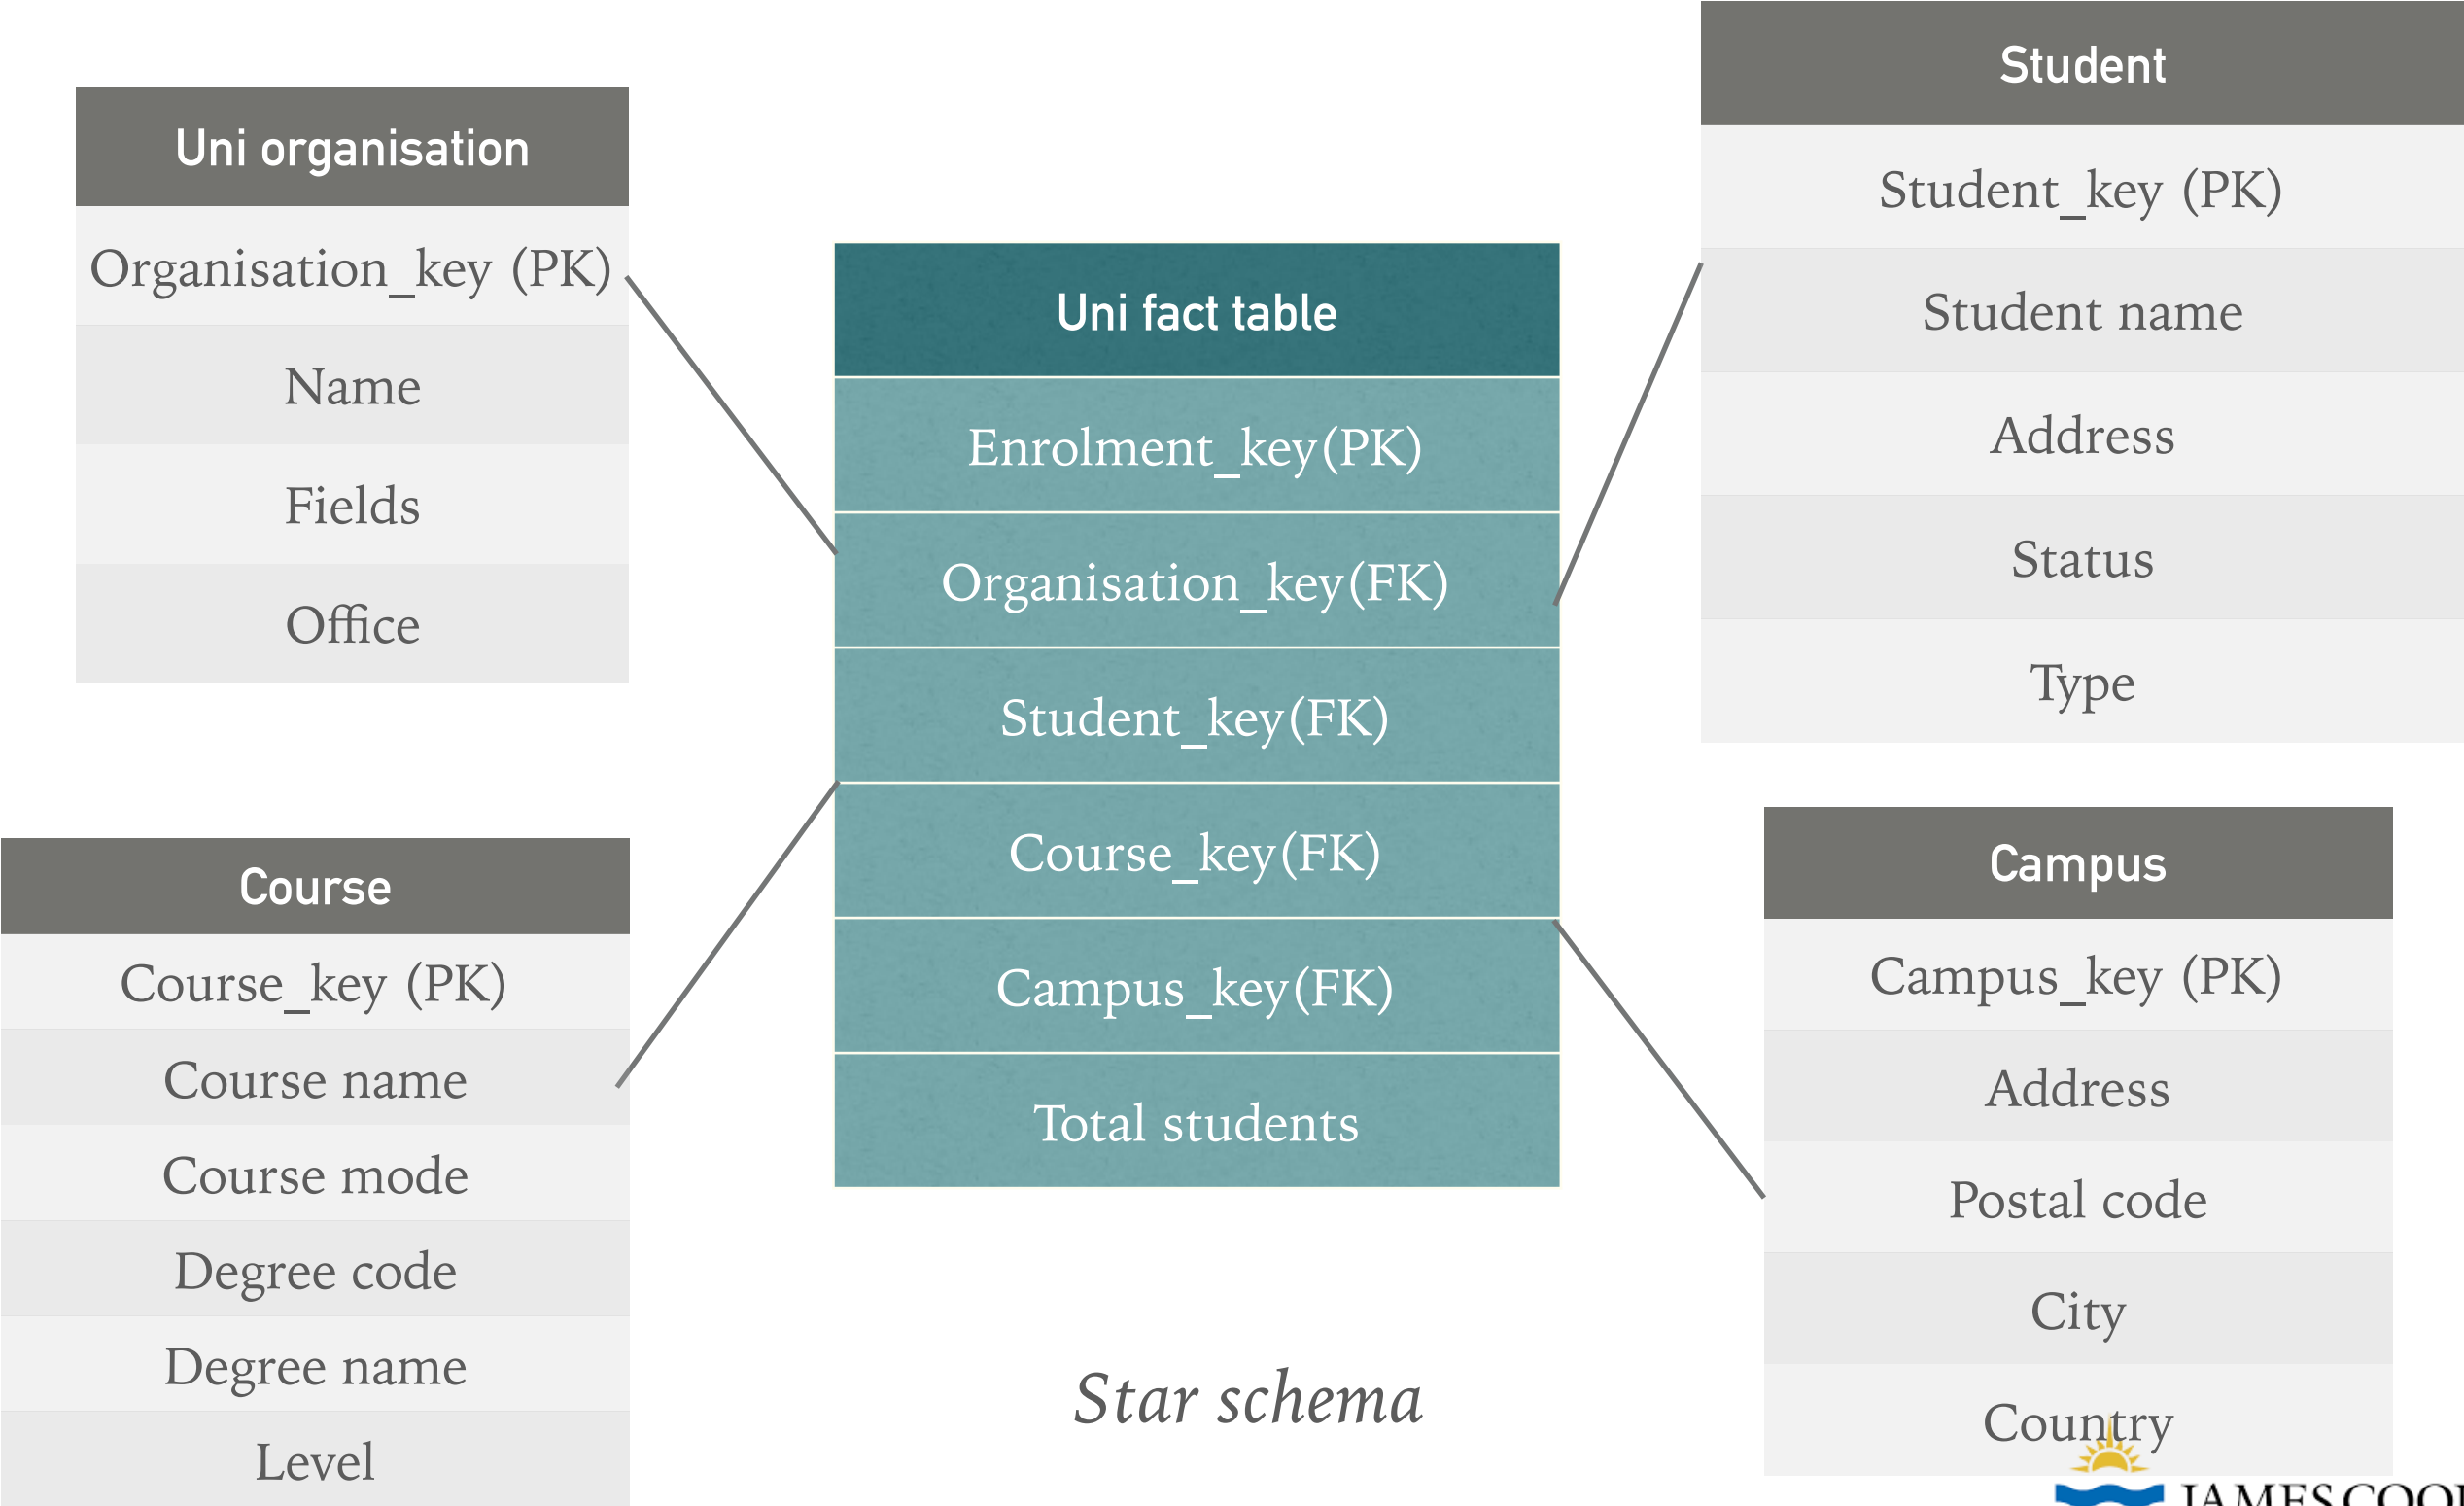 Uni organisation
Organisation_key (PK)
Name
Fields
Office
Course
Course_key (PK)
Course name
Course mode
Degree code
Degree name
Level
Uni fact table
Enrolment_key(PK)
Organisation_key(FK)
Student_key(FK)
Course_key(FK)
Campus_key(FK)
Total students
Star schema
Student
Student_key (PK)
Student name
Address
Status
Type
Campus
Campus_key (PK)
Address
Postal code
City
Country
JAMES COO